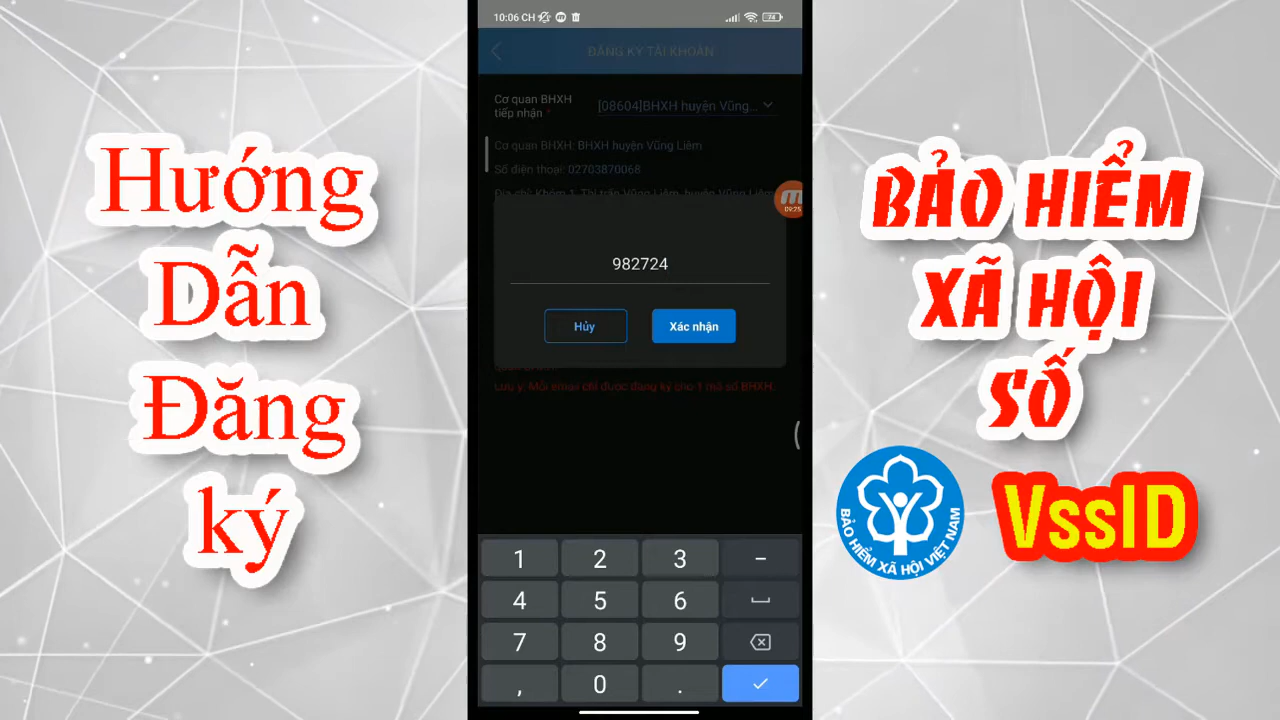 Hướng
Dẫn
Đăng
ký
10:06 CH
74
ĐĂNG KÝ TÀI KHOẢN
Cơ quan BHXH
tiếp nhận *
[08604]BHXH huyện Vũng...
Cơ quan BHXH: BHXH huyện Vũng Liêm
Số điện thoại: 02703870068
Địa chỉ: Khóm 1, Thị trấn Vũng Liêm, huyện Vũng Liêm
09:25
982724
Hủy
Xác nhận
Lưu ý: Mỗi email chỉ được đăng ký cho 1 mã số BHXH.
1 2 3 –
4 5 6
7 8 9
, 0 .
BẢO HIỂM
XÃ HỘI
SỐ
BẢO HIỂM XÃ HỘI VIỆT NAM
VssID